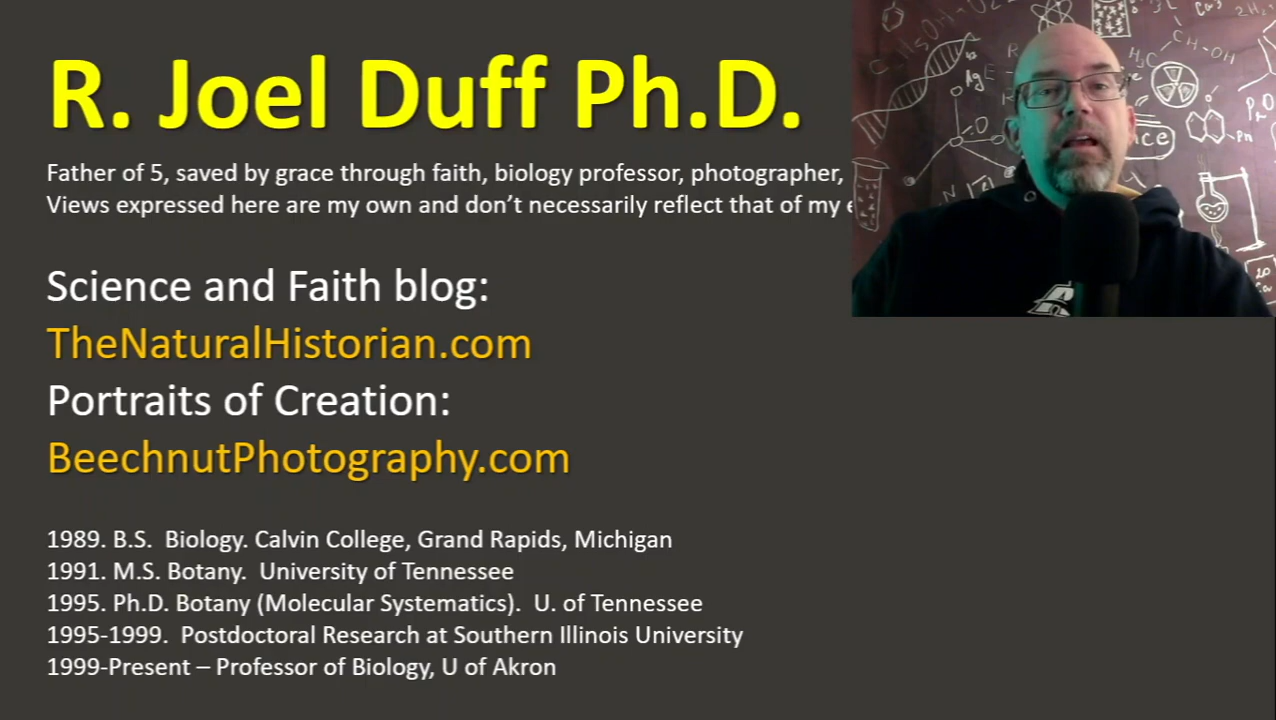 R. Joel Duff Ph.D.
Father of 5, saved by grace through faith, biology professor, photographer,
Views expressed here are my own and don’t necessarily reflect that of my
Science and Faith blog:
TheNaturalHistorian.com
Portraits of Creation:
BeechnutPhotography.com
1989. B.S.  Biology. Calvin College, Grand Rapids, Michigan
1991. M.S. Botany.  University of Tennessee
1995. Ph.D. Botany (Molecular Systematics).  U. of Tennessee
1995-1999.  Postdoctoral Research at Southern Illinois University
1999-Present – Professor of Biology, U of Akron